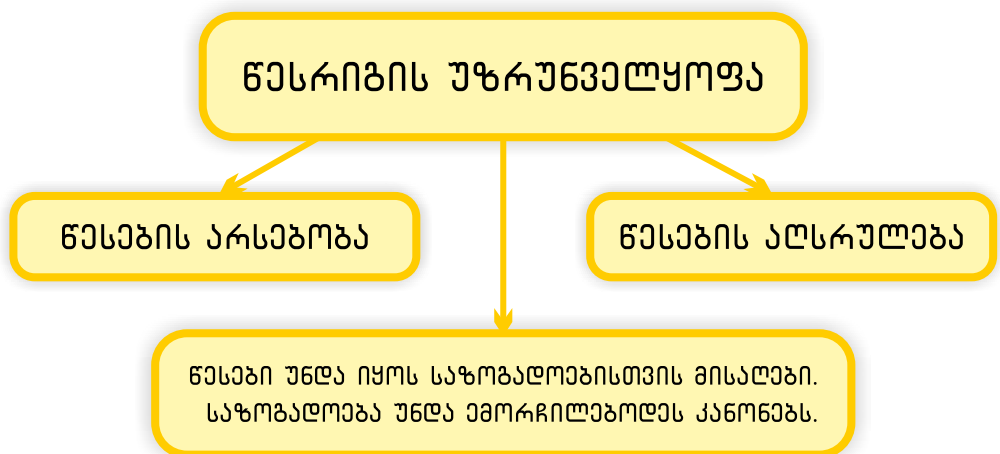 წესრიგის უზრუნველყოფა
წესების არსებობა
წესების აღსრულება
წესები უნდა იყოს საზოგადოებისთვის მისაღები.
საზოგადოება უნდა ემორჩილებოდეს კანონებს.